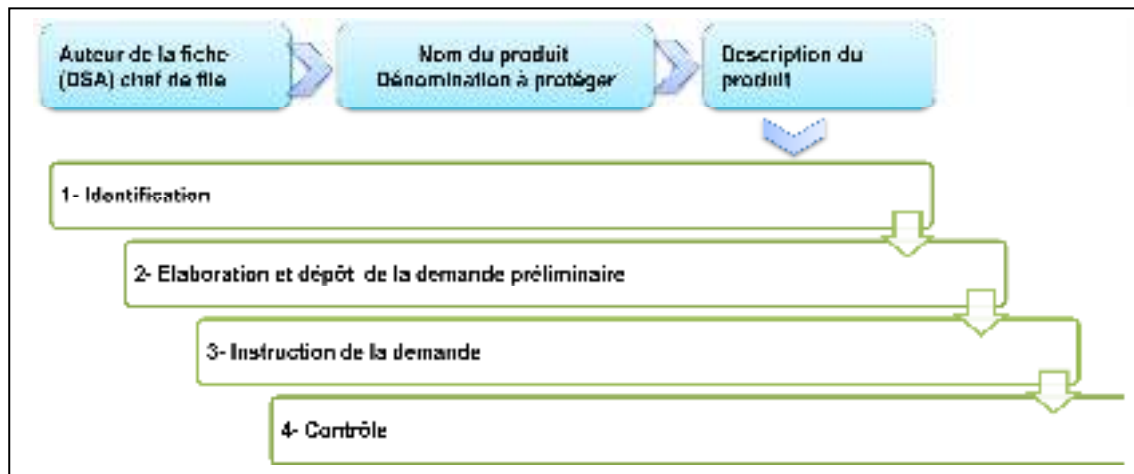 Auteur de la fiche
(DSA) chef de file
Nom du produit
Dénomination à protéger
Description du
produit
1- Identification
2- Elaboration et dépôt de la demande préliminaire
3- Instruction de la demande
4- Contrôle